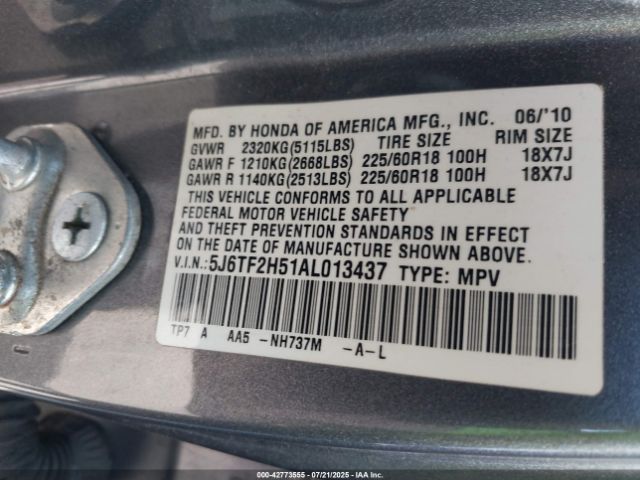 MFD. BY HONDA OF AMERICA MFG., INC. 06/'10
GVWR 2320KG(5115LBS) TIRE SIZE RIM SIZE
GAWR F 1210KG(2668LBS) 225/60R18 100H 18X7J
GAWR R 1140KG(2513LBS) 225/60R18 100H 18X7J
THIS VEHICLE CONFORMS TO ALL APPLICABLE
FEDERAL MOTOR VEHICLE SAFETY
AND THEFT PREVENTION STANDARDS IN EFFECT
ON THE DATE OF MANUFACTURE SHOWN ABOVE.
V.I.N.:5J6TF2H51AL013437 TYPE: MPV
TP7 A AA5 -NH737M -A-L
000-42773555 07/21/2025 IAA Inc.